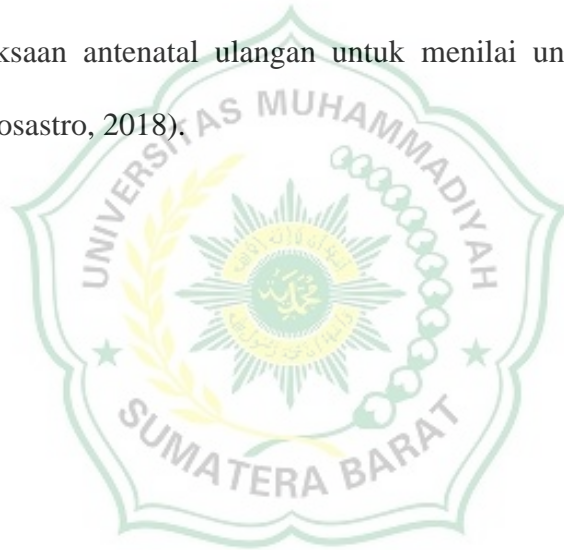 ksaan antenatal ulangan untuk menilai un
osastro, 2018).
UNIVERSITAS MUHAMMADIYAH
SUMATERA BARAT